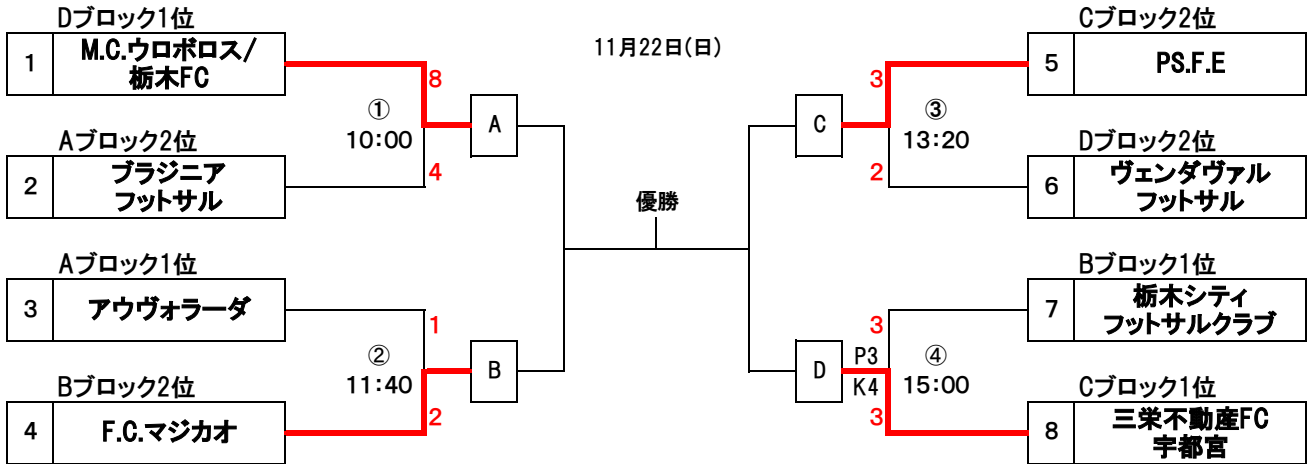 11月22日(日)
Dブロック1位
1
M.C.ウロボロス/
栃木FC
8
①
10:00
4
Aブロック2位
2
ブラジニア
フットサル
A
Aブロック1位
3
アウヴォラーダ
1
②
11:40
2
Bブロック2位
4
F.C.マジカオ
B
優勝
Cブロック2位
5
PS.F.E
3
③
13:20
2
Dブロック2位
6
ヴェンダヴァル
フットサル
C
Bブロック1位
7
栃木シティ
フットサルクラブ
3
P3
④
K4
15:00
3
Cブロック1位
8
三栄不動産FC
宇都宮
D